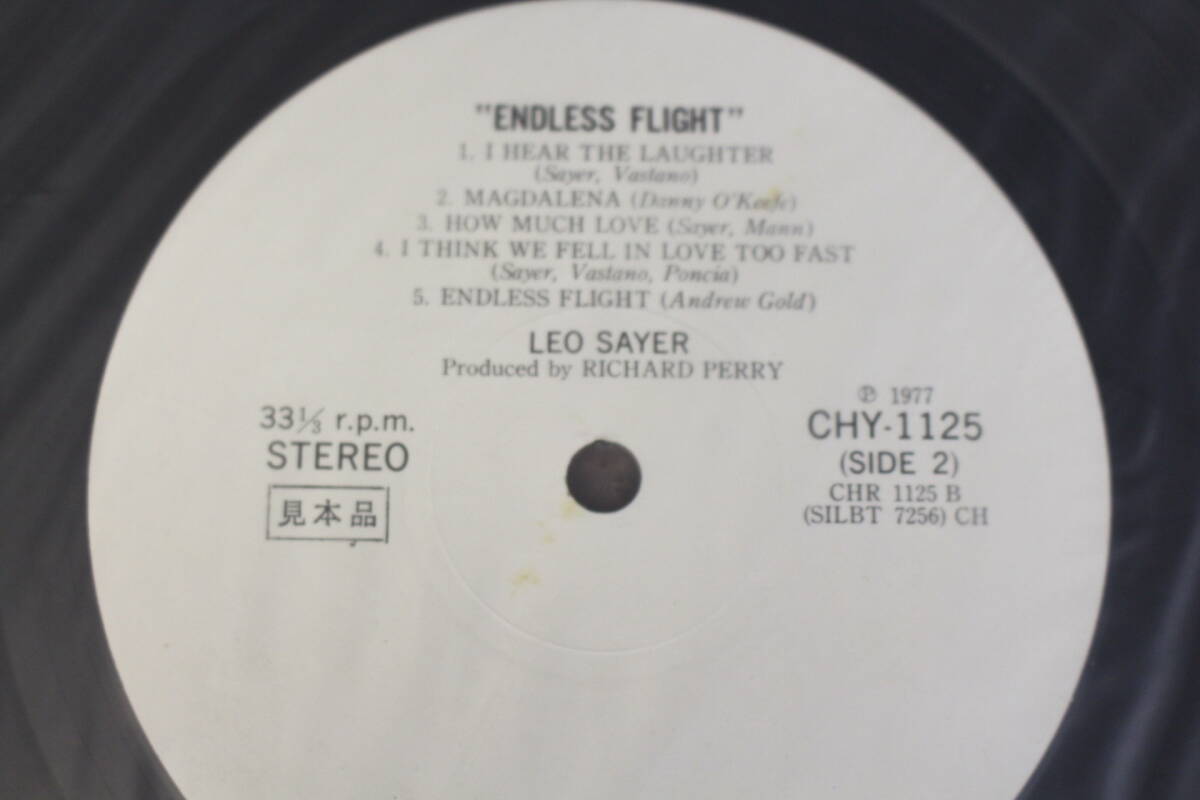 "ENDLESS FLIGHT"
1. I HEAR THE LAUGHTER
(Sayer, Vastano)
2. MAGDALENA (Danny O'Keefe)
3. HOW MUCH LOVE (Sayer, Mann)
4. I THINK WE FELL IN LOVE TOO FAST
(Sayer, Vastano, Poncia)
5. ENDLESS FLIGHT (Andrew Gold)
LEO SAYER
Produced by RICHARD PERRY
33⅓ r.p.m.
STEREO
見本品
℗ 1977
CHY-1125
(SIDE 2)
CHR 1125 B
(SILBT 7256) CH